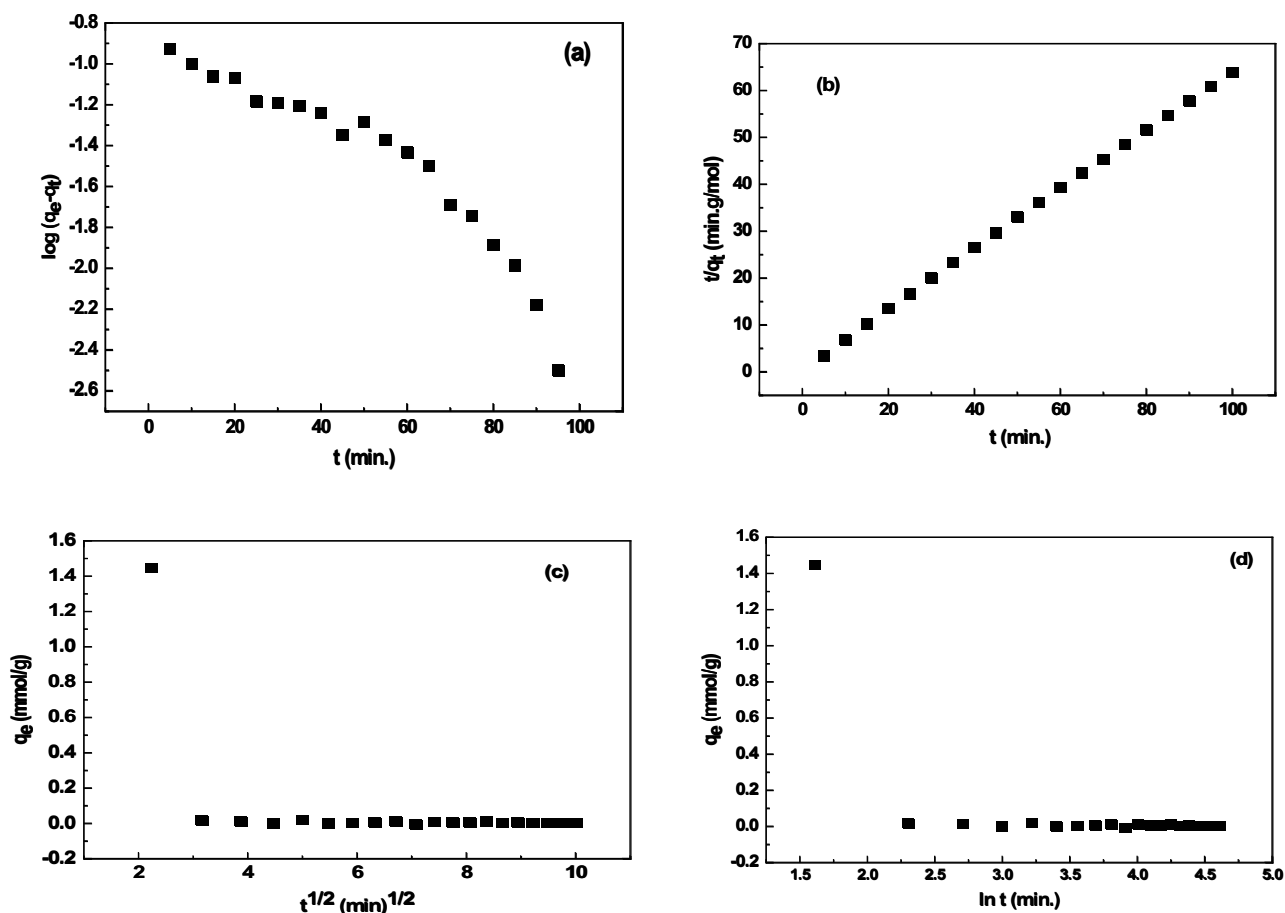 (a)
-0.8
-1.0
-1.2
-1.4
-1.6
-1.8
-2.0
-2.2
-2.4
-2.6
log (qe-qt)
0 20 40 60 80 100
t (min.)
(b)
70
60
50
40
30
20
10
0
t/qt (min.g/mol)
0 20 40 60 80 100
t (min.)
(c)
1.6
1.4
1.2
1.0
0.8
0.6
0.4
0.2
0.0
-0.2
qe (mmol/g)
2 4 6 8 10
t1/2 (min)1/2
(d)
1.6
1.4
1.2
1.0
0.8
0.6
0.4
0.2
0.0
-0.2
qe (mmol/g)
1.5 2.0 2.5 3.0 3.5 4.0 4.5 5.0
ln t (min.)